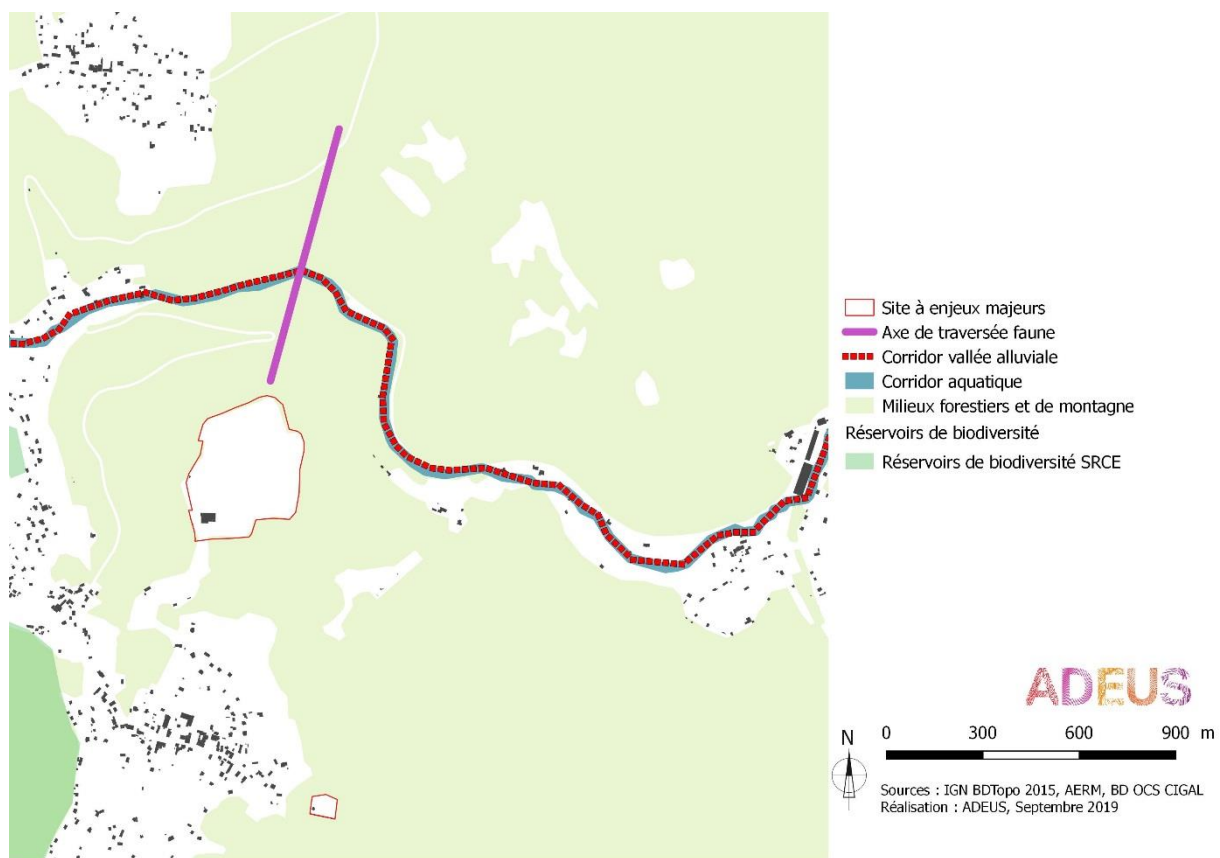 Site à enjeux majeurs
Axe de traversée faune
Corridor vallée alluviale
Corridor aquatique
Milieux forestiers et de montagne
Réservoirs de biodiversité
Réservoirs de biodiversité SRCE
ADEUS
N
0 300 600 900 m
Sources : IGN BDTopo 2015, AERM, BD OCS CIGAL
Réalisation : ADEUS, Septembre 2019